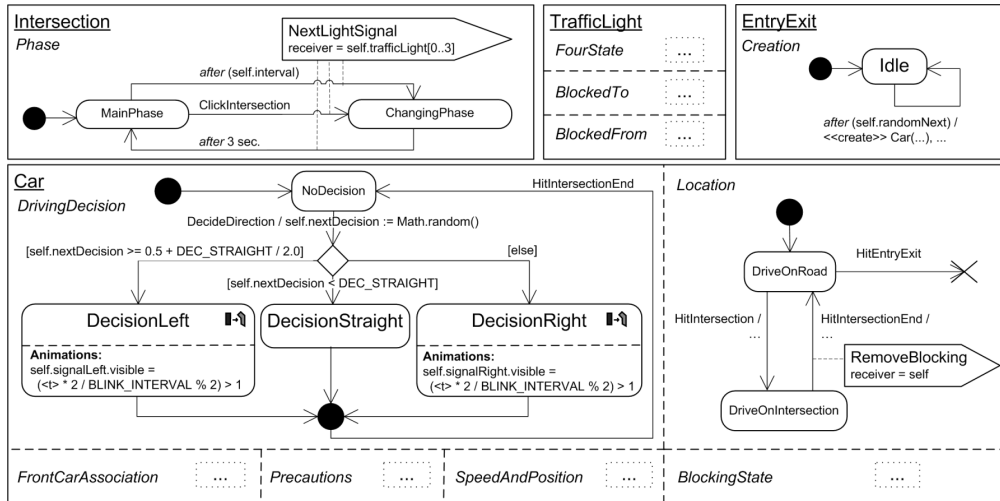 Intersection
Phase
NextLightSignal
receiver = self.trafficLight[0..3]
after (self.interval)
MainPhase
ClickIntersection
ChangingPhase
after 3 sec.
TrafficLight
FourState
...
BlockedTo
...
BlockedFrom
...
EntryExit
Creation
Idle
after (self.randomNext) /
<<create>> Car(...), ...
Car
DrivingDecision
NoDecision
HitIntersectionEnd
DecideDirection / self.nextDecision := Math.random()
[self.nextDecision >= 0.5 + DEC_STRAIGHT / 2.0]
[else]
[self.nextDecision < DEC_STRAIGHT]
DecisionLeft
Animations:
self.signalLeft.visible =
(<t> * 2 / BLINK_INTERVAL % 2) > 1
DecisionStraight
DecisionRight
Animations:
self.signalRight.visible =
(<t> * 2 / BLINK_INTERVAL % 2) > 1
Location
DriveOnRoad
HitEntryExit
HitIntersection /
...
HitIntersectionEnd /
...
RemoveBlocking
receiver = self
DriveOnIntersection
FrontCarAssociation
...
Precautions
...
SpeedAndPosition
...
BlockingState
...